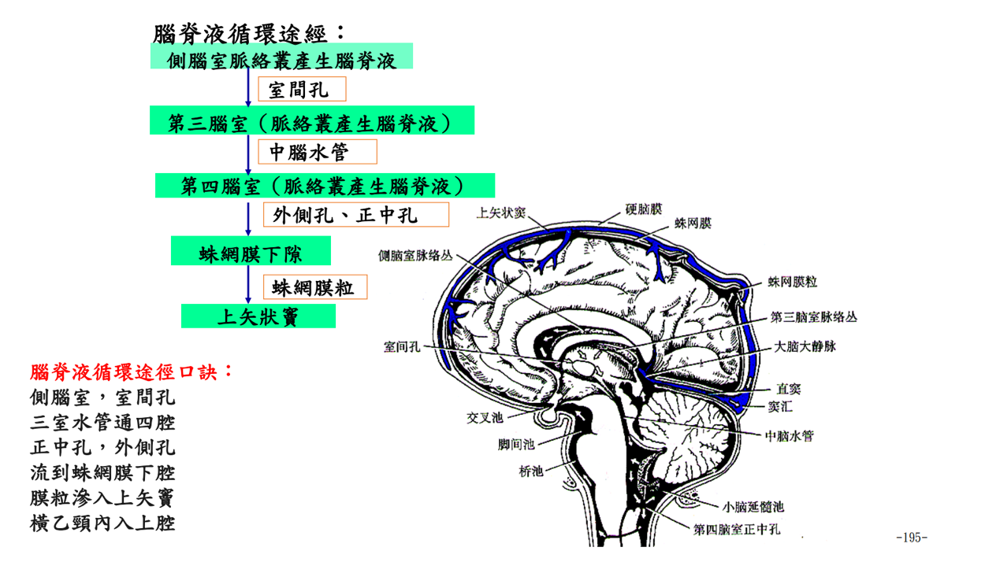 腦脊液循環途經：
側腦室脈絡叢產生腦脊液
室間孔
第三腦室（脈絡叢產生腦脊液）
中腦水管
第四腦室（脈絡叢產生腦脊液）
外側孔、正中孔
蛛網膜下隙
蛛網膜粒
上矢狀竇
腦脊液循環途徑口訣：
側腦室，室間孔
三室水管通四腔
正中孔，外側孔
流到蛛網膜下腔
膜粒滲入上矢竇
橫乙頸內入上腔
上矢状窦
硬脑膜
蛛网膜
侧脑室脉络丛
蛛网膜粒
第三脑室脉络丛
室间孔
大脑大静脉
直窦
窦汇
交叉池
中脑水管
脚间池
桥池
小脑延髓池
第四脑室正中孔
-195-